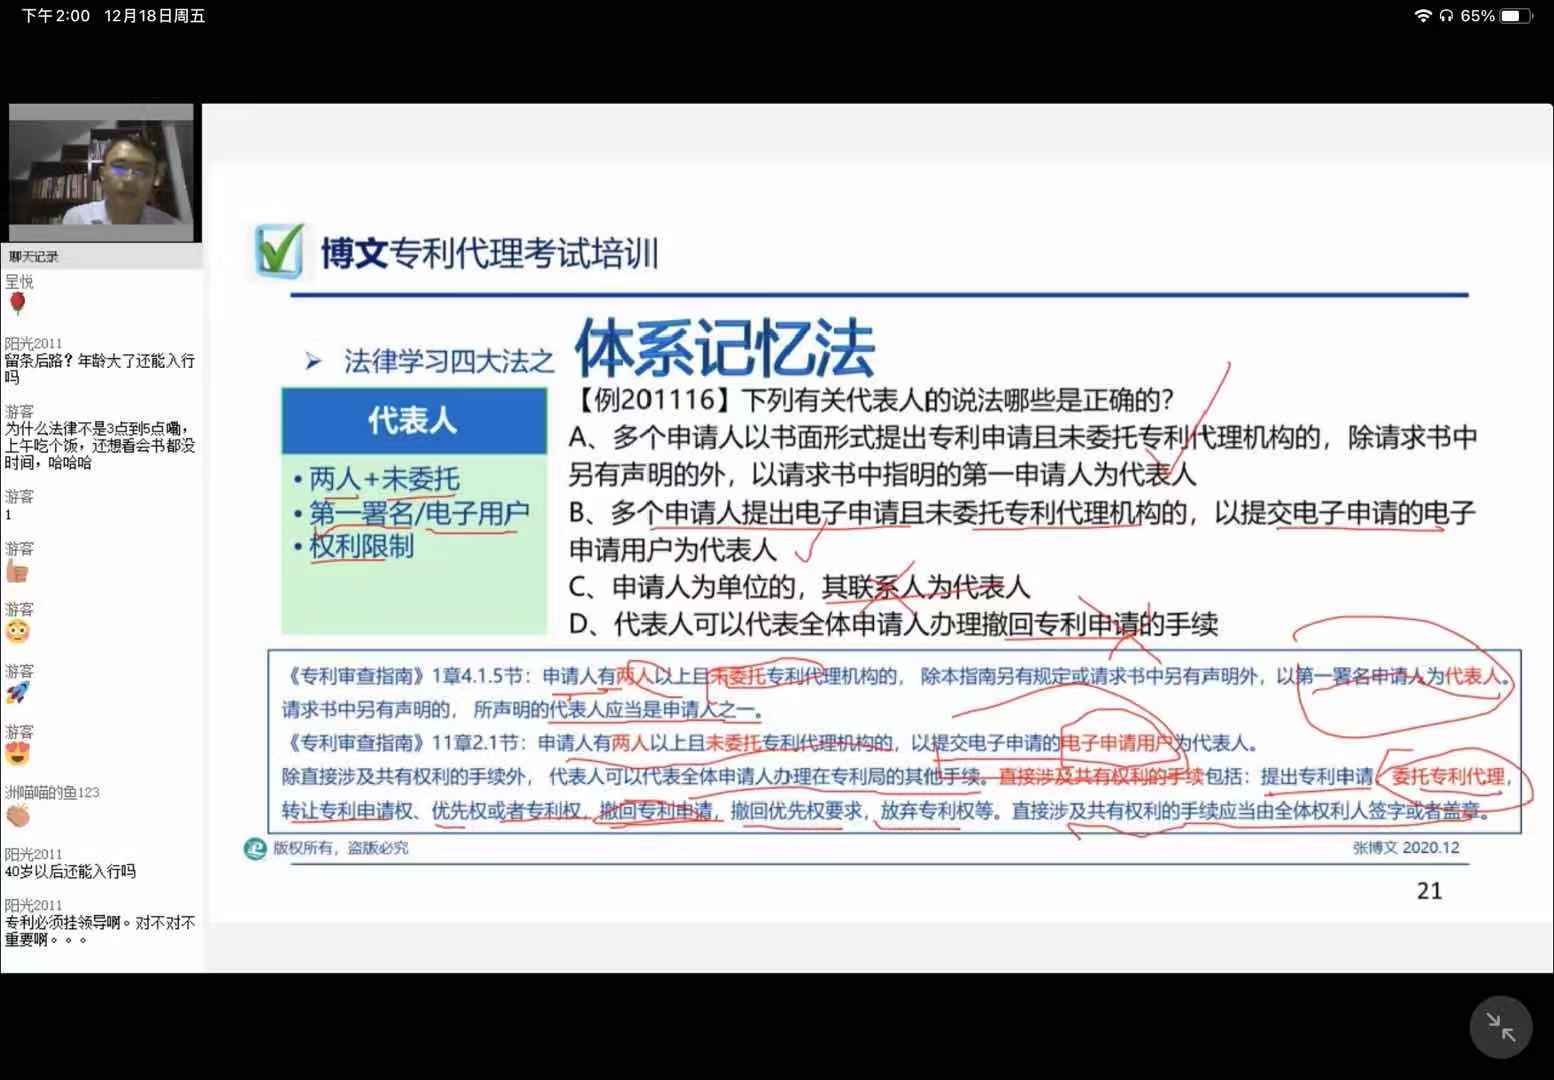 下午2:00 12月18日周五
65%
聊天记录
呈悦
阳光2011
留条后路？年龄大了还能入行
吗
游客
为什么法律不是3点到5点嘞，
上午吃个饭，还想看会书都没
时间，哈哈哈
游客
1
游客
游客
游客
游客
洲喵喵的鱼123
阳光2011
40岁以后还能入行吗
阳光2011
专利必须挂领导啊。对不对不
重要啊。。。
博文专利代理考试培训
法律学习四大法之 体系记忆法
代表人
• 两人+未委托
• 第一署名/电子用户
• 权利限制
【例201116】下列有关代表人的说法哪些是正确的？
A、多个申请人以书面形式提出专利申请且未委托专利代理机构的，除请求书中
另有声明的外，以请求书中指明的第一申请人为代表人
B、多个申请人提出电子申请且未委托专利代理机构的，以提交电子申请的电子
申请用户为代表人
C、申请人为单位的，其联系人为代表人
D、代表人可以代表全体申请人办理撤回专利申请的手续
《专利审查指南》1章4.1.5节：申请人有两人以上且未委托专利代理机构的，除本指南另有规定或请求书中另有声明外，以第一署名申请人为代表人。
请求书中另有声明的，所声明的代表人应当是申请人之一。
《专利审查指南》11章2.1节：申请人有两人以上且未委托专利代理机构的，以提交电子申请的电子申请用户为代表人。
除直接涉及共有权利的手续外，代表人可以代表全体申请人办理在专利局的其他手续。直接涉及共有权利的手续包括：提出专利申请，委托专利代理，
转让专利申请权、优先权或者专利权，撤回专利申请，撤回优先权要求，放弃专利权等。直接涉及共有权利的手续应当由全体权利人签字或者盖章。
版权所有，盗版必究
张博文 2020.12
21